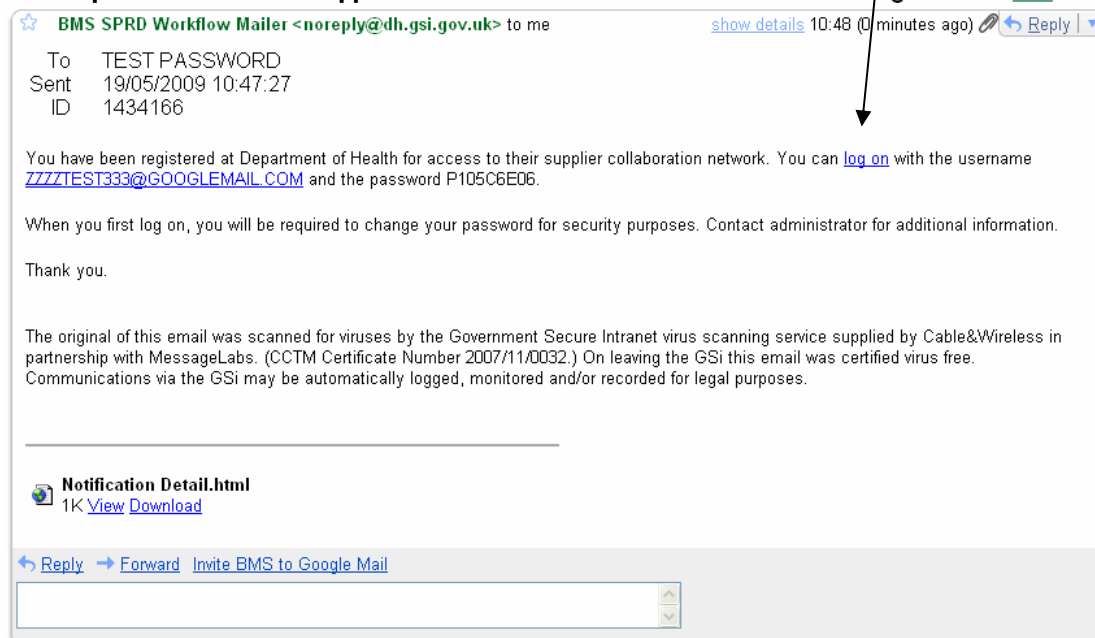 BMS SPRD Workflow Mailer <noreply@dh.gsi.gov.uk> to me show details 10:48 (0 minutes ago) Reply
To TEST PASSWORD
Sent 19/05/2009 10:47:27
ID 1434166
You have been registered at Department of Health for access to their supplier collaboration network. You can log on with the username
ZZZZTEST333@GOOGLEMAIL.COM and the password P105C6E06.
When you first log on, you will be required to change your password for security purposes. Contact administrator for additional information.
Thank you.
The original of this email was scanned for viruses by the Government Secure Intranet virus scanning service supplied by Cable&Wireless in
partnership with MessageLabs. (CCTM Certificate Number 2007/11/0032.) On leaving the GSi this email was certified virus free.
Communications via the GSi may be automatically logged, monitored and/or recorded for legal purposes.
Notification Detail.html
1K View Download
Reply Forward Invite BMS to Google Mail